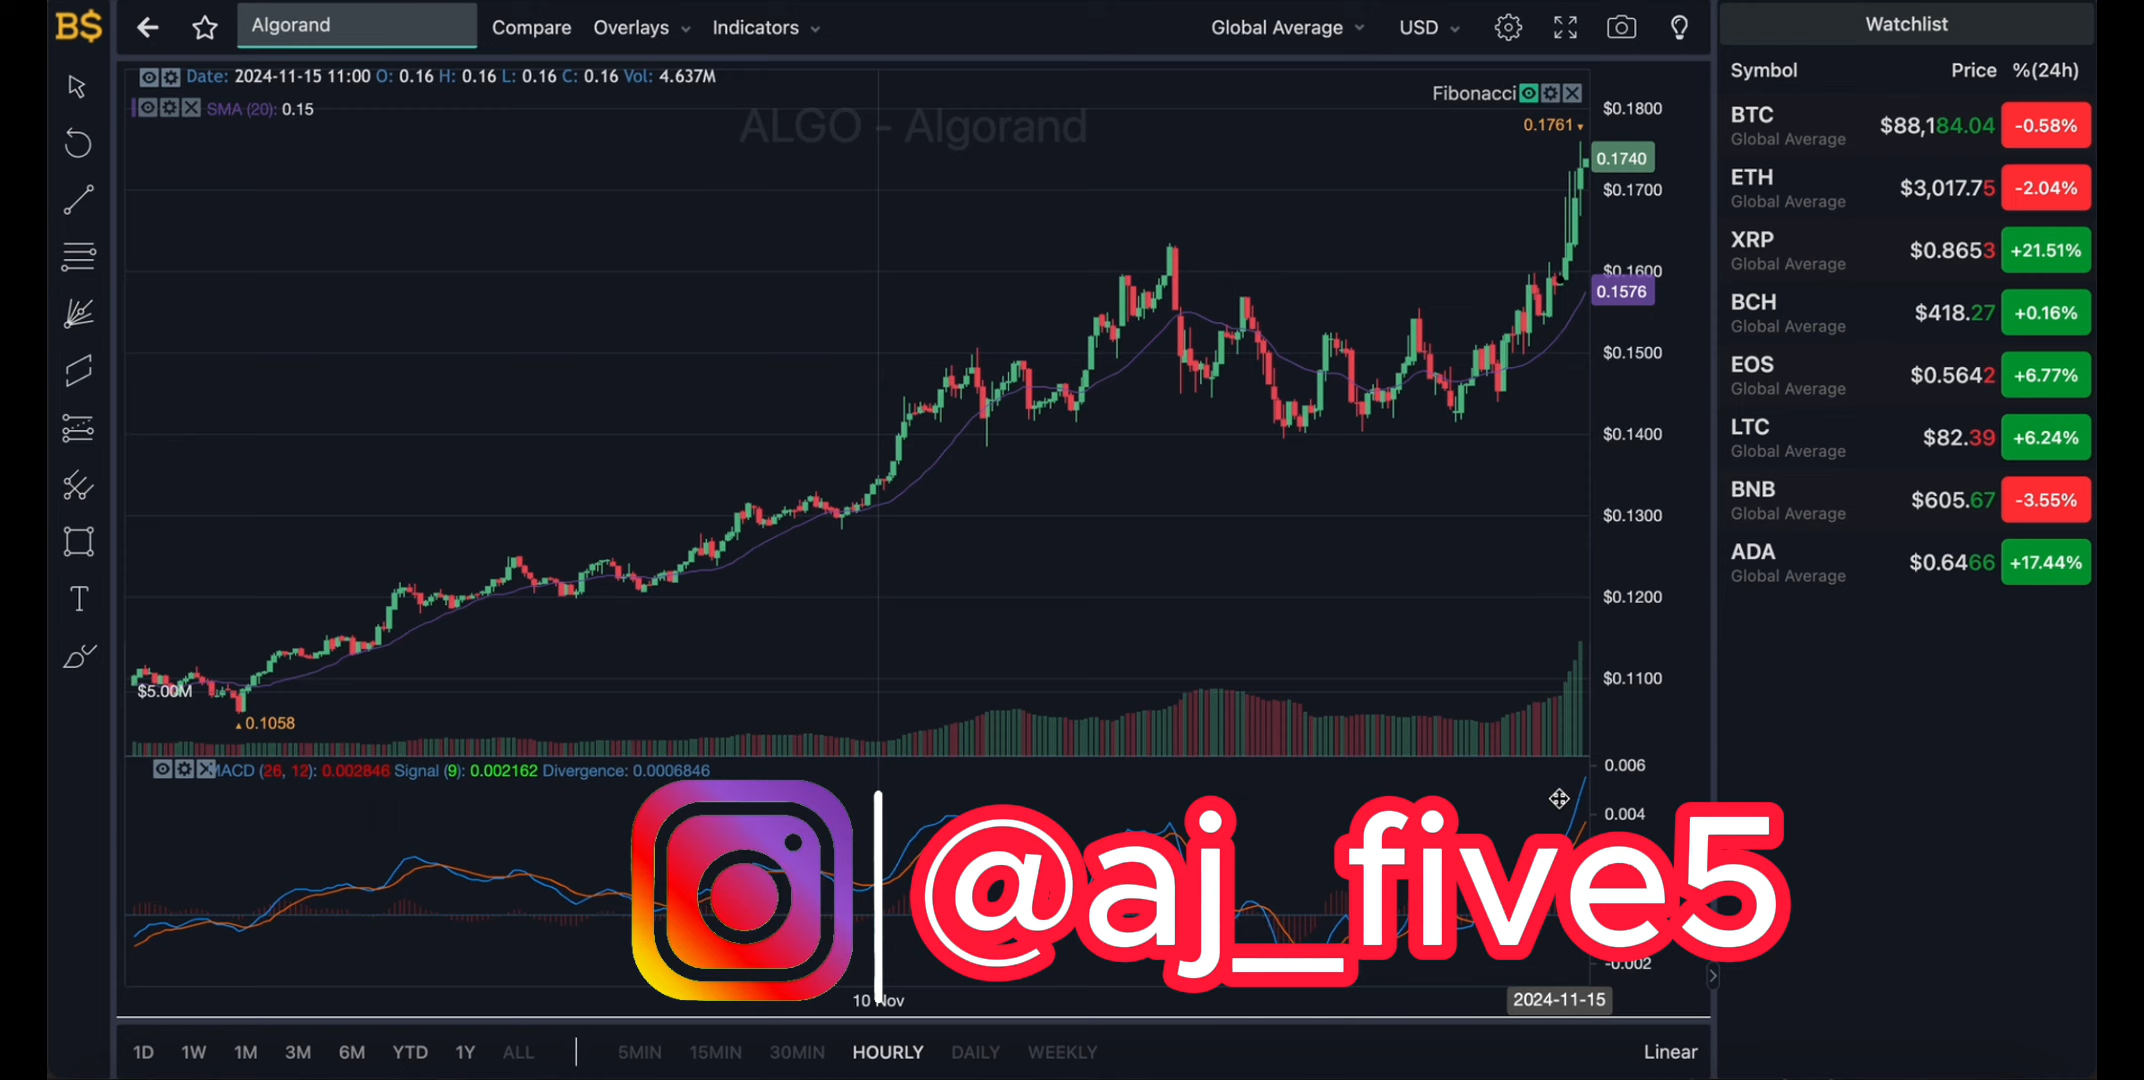 B$
Algorand
Compare
Overlays
Indicators
Global Average
USD
Date: 2024-11-15 11:00 O: 0.16 H: 0.16 L: 0.16 C: 0.16 Vol: 4.637M
SMA (20): 0.15
ALGO - Algorand
Fibonacci
0.1761
$0.1800
0.1740
$0.1700
$0.1600
0.1576
$0.1500
$0.1400
$0.1300
$0.1200
$0.1100
$5.00M
0.1058
MACD (26, 12): 0.002846 Signal (9): 0.002162 Divergence: 0.0006846
0.006
0.004
-0.002
@aj_five5
10 Nov
2024-11-15
1D 1W 1M 3M 6M YTD 1Y ALL
5MIN 15MIN 30MIN HOURLY DAILY WEEKLY
Linear
Watchlist
Symbol Price %(24h)
BTC $88,184.04 -0.58%
Global Average
ETH $3,017.75 -2.04%
Global Average
XRP $0.8653 +21.51%
Global Average
BCH $418.27 +0.16%
Global Average
EOS $0.5642 +6.77%
Global Average
LTC $82.39 +6.24%
Global Average
BNB $605.67 -3.55%
Global Average
ADA $0.6466 +17.44%
Global Average